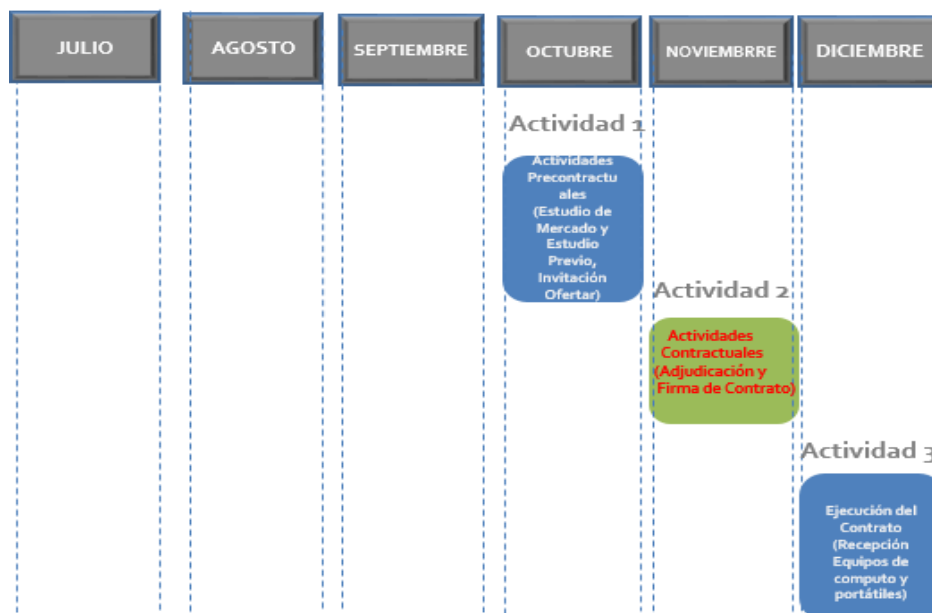 JULIO
AGOSTO
SEPTIEMBRE
OCTUBRE
NOVIEMBRRE
DICIEMBRE
Actividad 1
Actividades
Precontractu
ales
(Estudio de
Mercado y
Estudio
Previo,
Invitación
Ofertar)
Actividad 2
Actividades
Contractuales
(Adjudicación y
Firma de Contrato)
Actividad 3
Ejecución del
Contrato
(Recepción
Equipos de
computo y
portátiles)